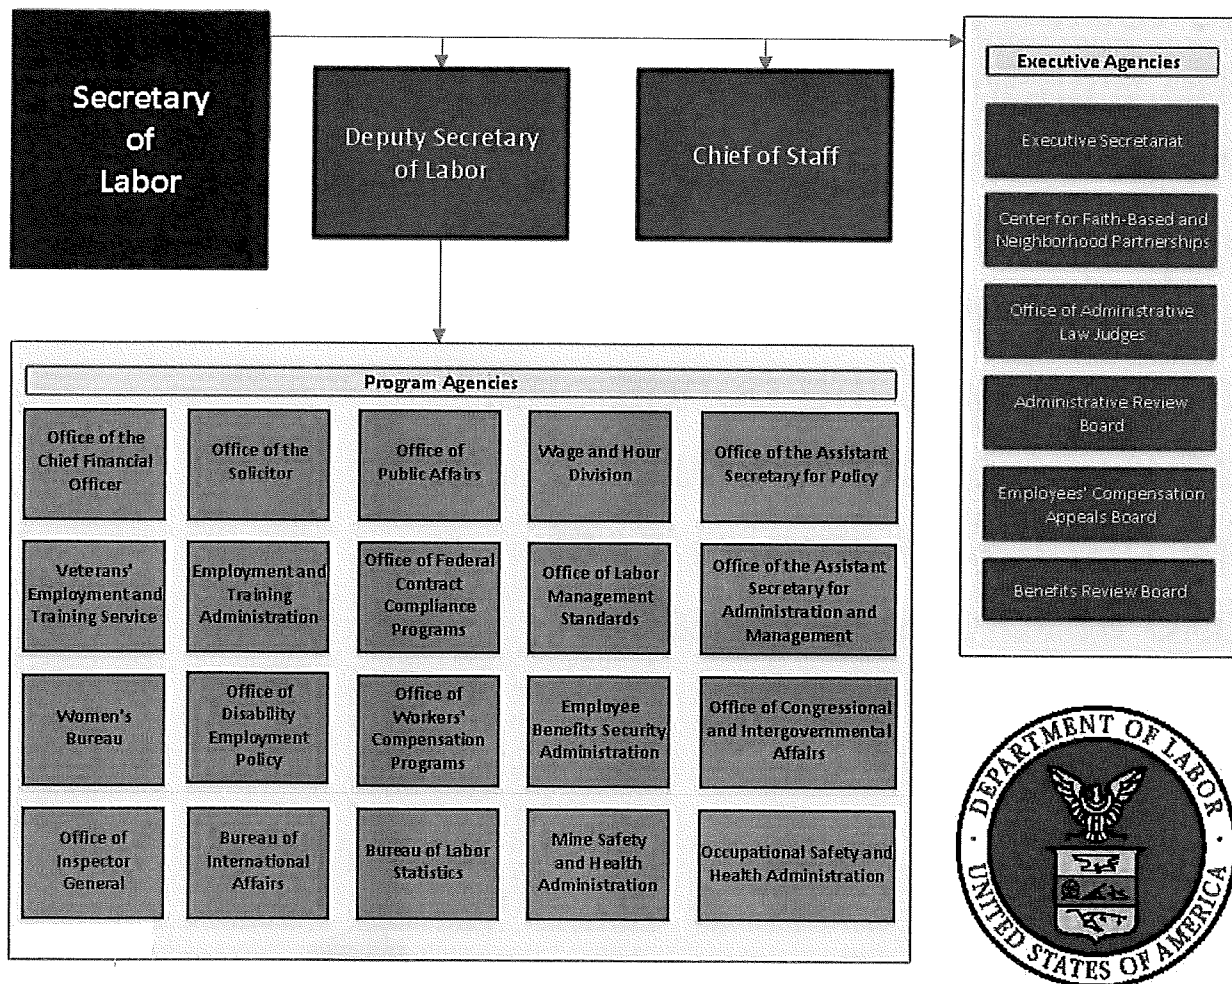 Secretary
of
Labor
Deputy Secretary
of Labor
Chief of Staff
Executive Agencies
Executive Secretariat
Center for Faith-Based and
Neighborhood Partnerships
Office of Administrative
Law Judges
Administrative Review
Board
Employees' Compensation
Appeals Board
Benefits Review Board
Program Agencies
Office of the
Chief Financial
Officer
Office of the
Solicitor
Office of
Public Affairs
Wage and Hour
Division
Office of the Assistant
Secretary for Policy
Veterans'
Employment and
Training Service
Employment and
Training
Administration
Office of Federal
Contract
Compliance
Programs
Office of Labor
Management
Standards
Office of the Assistant
Secretary for
Administration and
Management
Women's
Bureau
Office of
Disability
Employment
Policy
Office of
Workers'
Compensation
Programs
Employee
Benefits Security
Administration
Office of Congressional
and Intergovernmental
Affairs
Office of
Inspector
General
Bureau of
International
Affairs
Bureau of Labor
Statistics
Mine Safety
and Health
Administration
Occupational Safety and
Health Administration
DEPARTMENT OF LABOR
UNITED STATES OF AMERICA